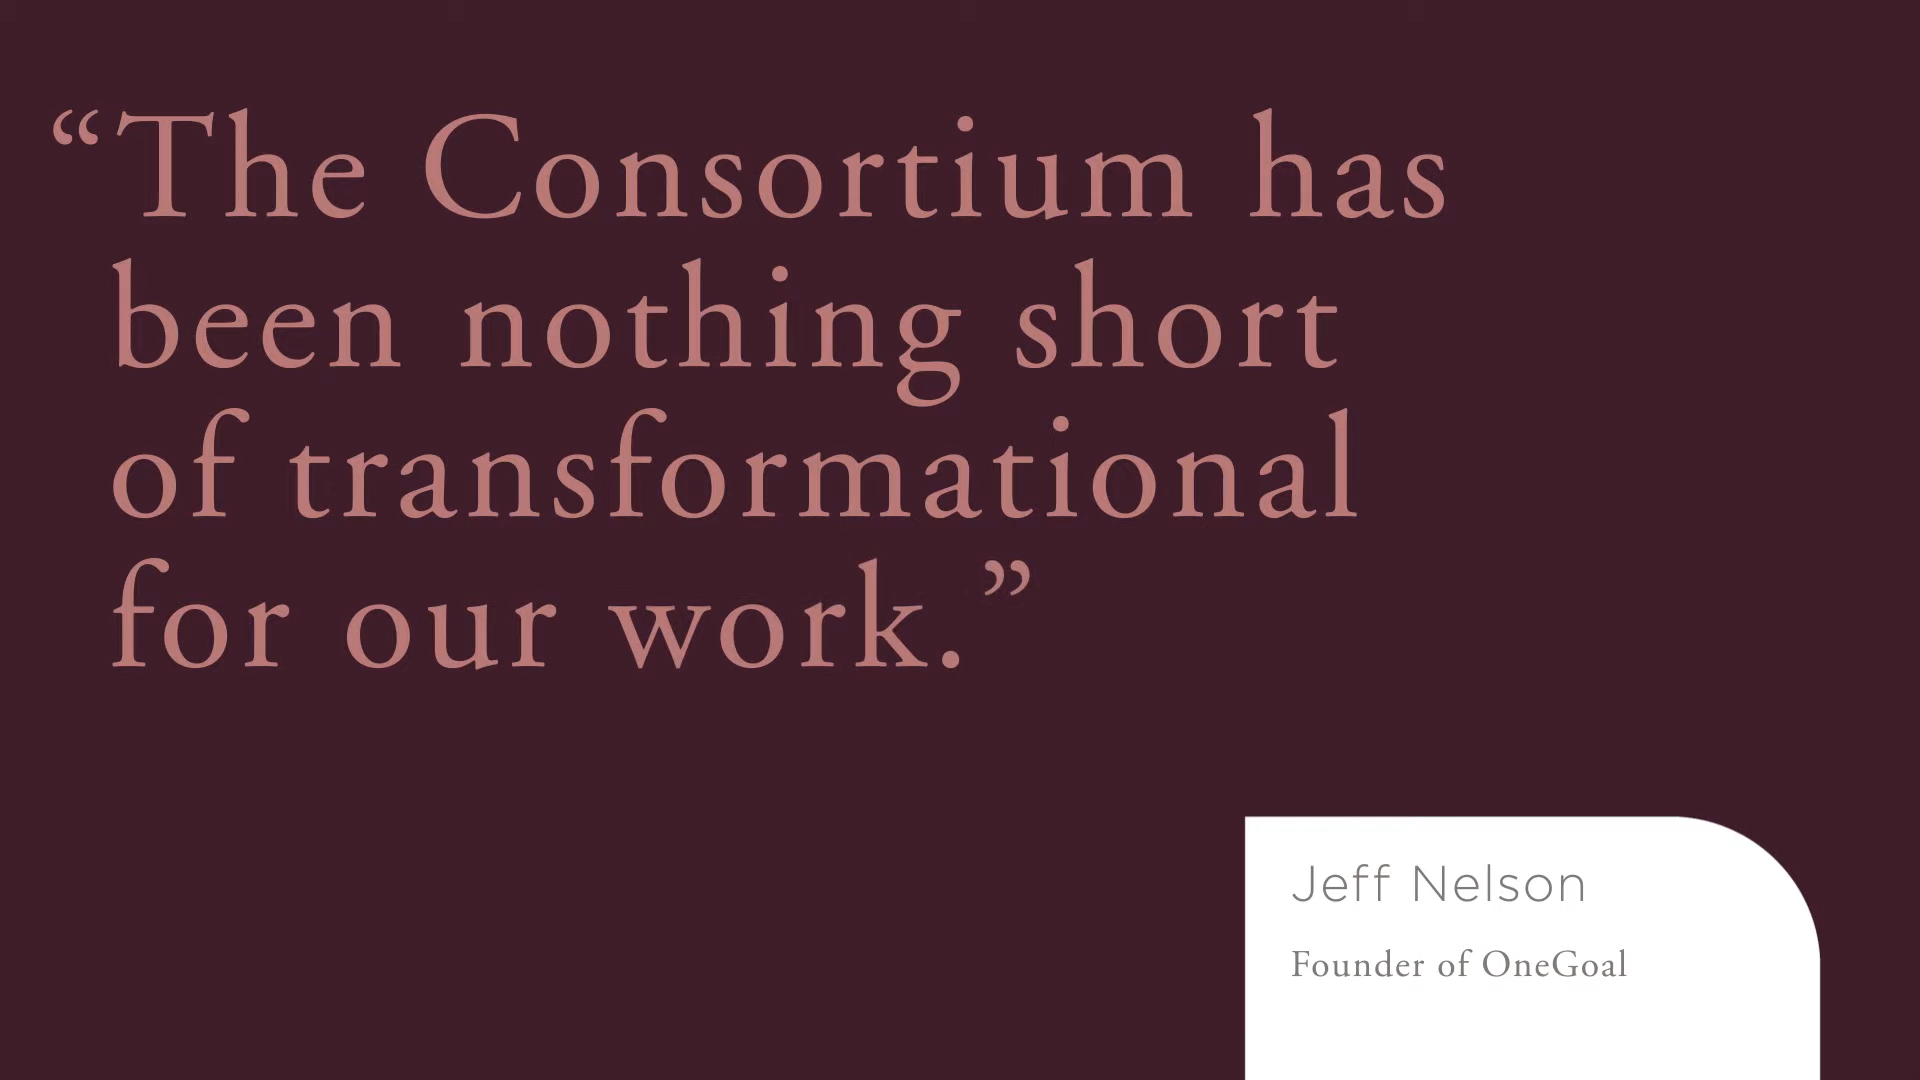 “The Consortium has
been nothing short
of transformational
for our work.”
Jeff Nelson
Founder of OneGoal